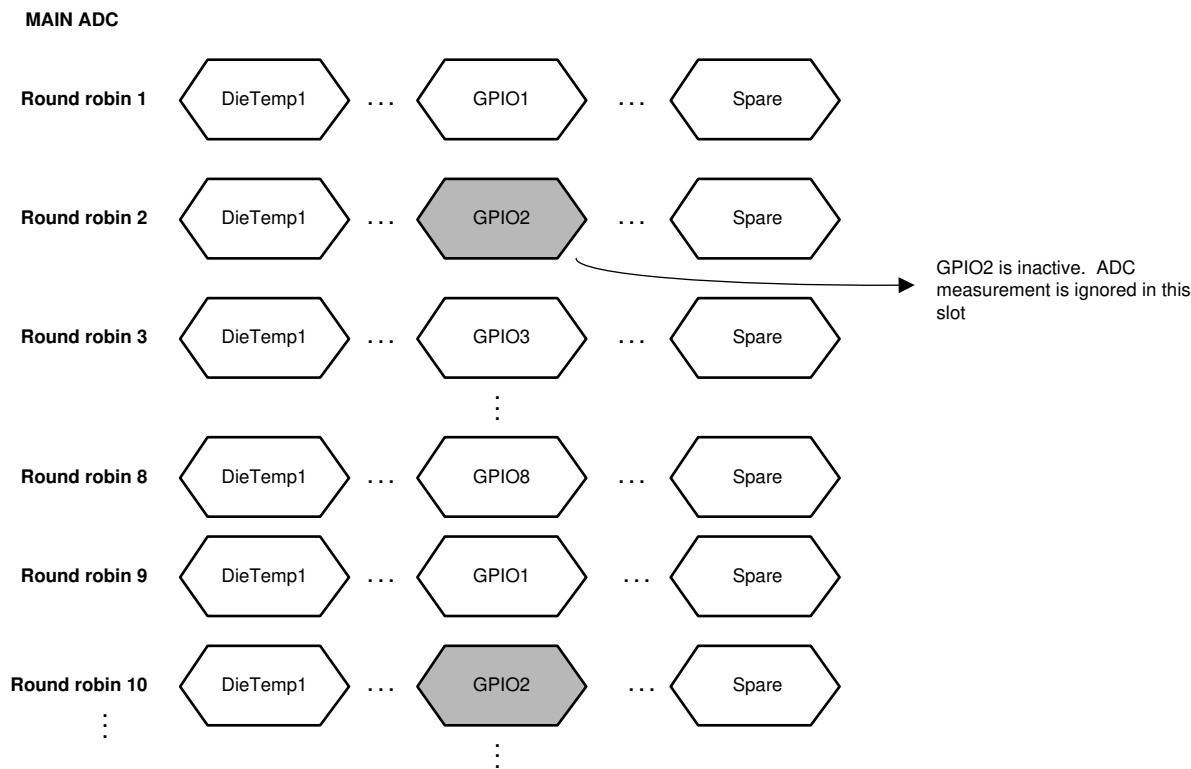 MAIN ADC
Round robin 1 DieTemp1 ... GPIO1 ... Spare
Round robin 2 DieTemp1 ... GPIO2 ... Spare
GPIO2 is inactive.  ADC
measurement is ignored in this
slot
Round robin 3 DieTemp1 ... GPIO3 ... Spare
Round robin 8 DieTemp1 ... GPIO8 ... Spare
Round robin 9 DieTemp1 ... GPIO1 ... Spare
Round robin 10 DieTemp1 ... GPIO2 ... Spare